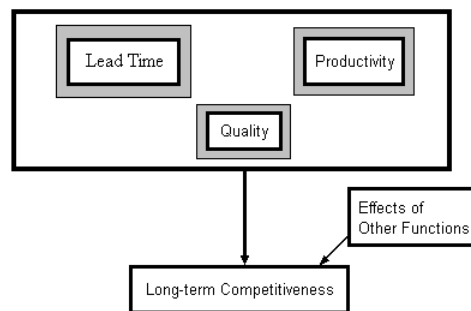 Lead Time
Productivity
Quality
Effects of
Other Functions
Long-term Competitiveness